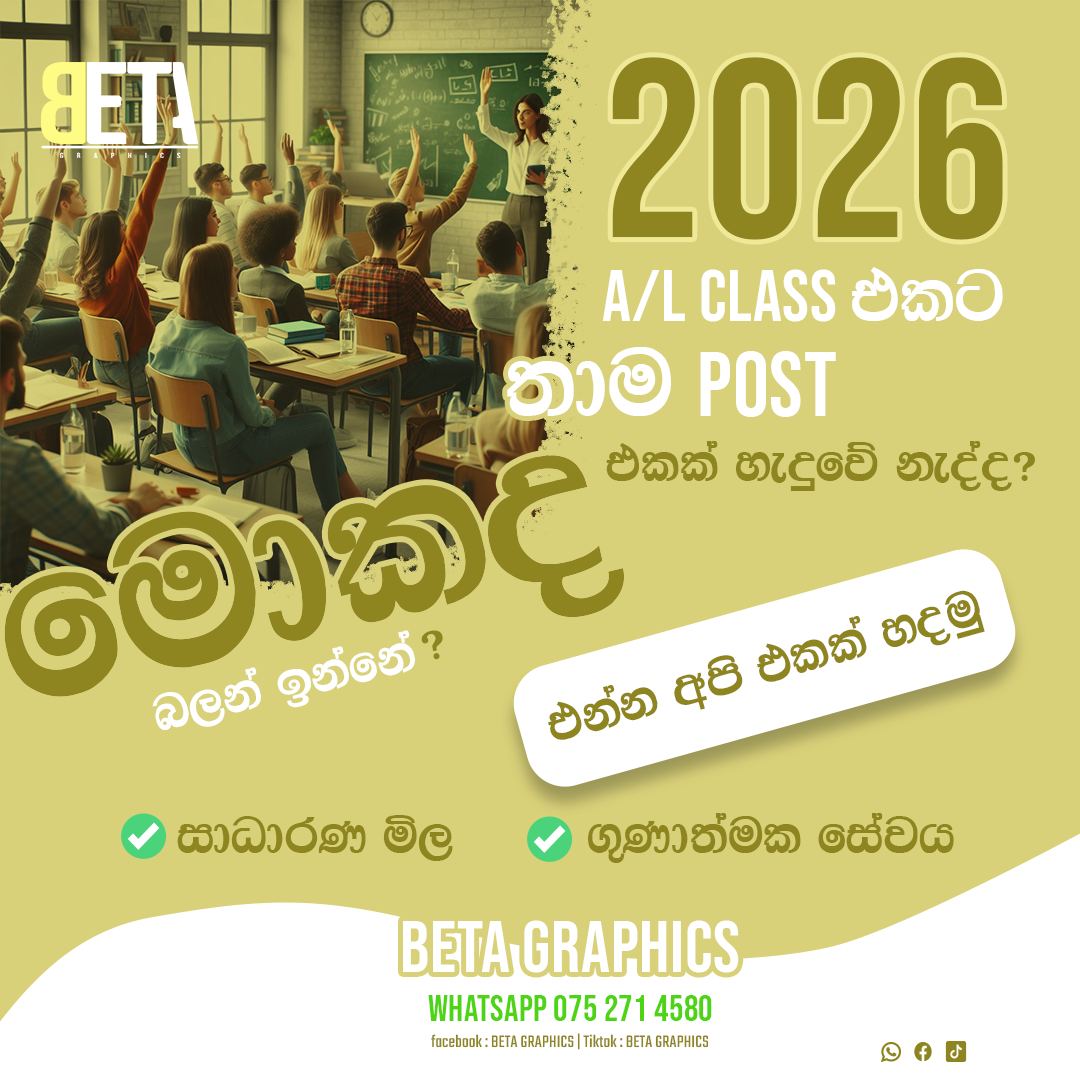 BETA
GRAPHICS
2026
A/L CLASS එකට
තාම POST
එකක් හැදුවේ නැද්ද?
මොකද
බලන් ඉන්නේ ?
එන්න අපි එකක් හදමු
සාධාරණ මිල
ගුණාත්මක සේවය
BETA GRAPHICS
WHATSAPP 075 271 4580
facebook : BETA GRAPHICS | Tiktok : BETA GRAPHICS